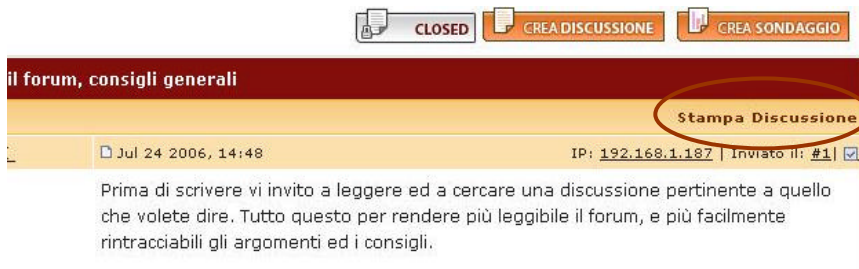 CLOSED CREA DISCUSSIONE CREA SONDAGGIO
il forum, consigli generali
Stampa Discussione
Jul 24 2006, 14:48 IP: 192.168.1.187 | Inviato il: #1|
Prima di scrivere vi invito a leggere ed a cercare una discussione pertinente a quello
che volete dire. Tutto questo per rendere più leggibile il forum, e più facilmente
rintracciabili gli argomenti ed i consigli.